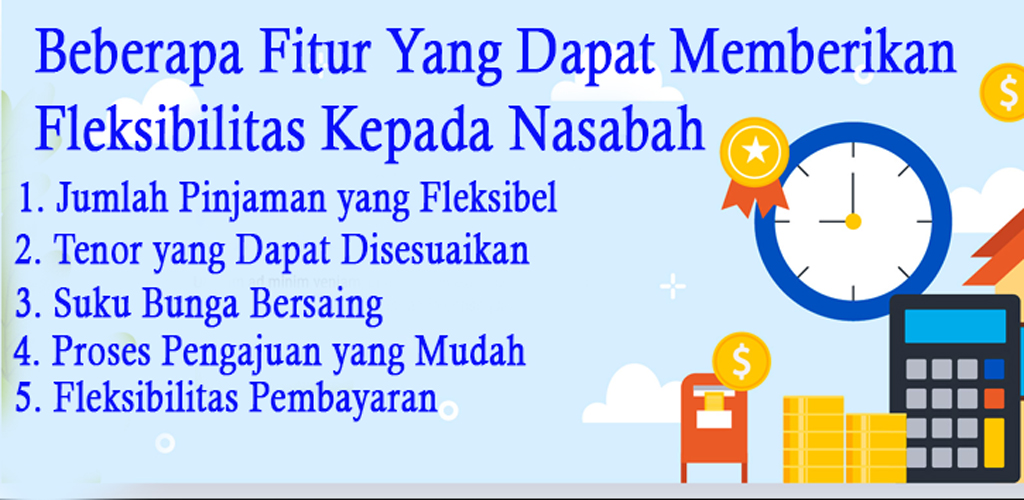 Beberapa Fitur Yang Dapat Memberikan
Fleksibilitas Kepada Nasabah
1. Jumlah Pinjaman yang Fleksibel
2. Tenor yang Dapat Disesuaikan
3. Suku Bunga Bersaing
4. Proses Pengajuan yang Mudah
5. Fleksibilitas Pembayaran
$
$